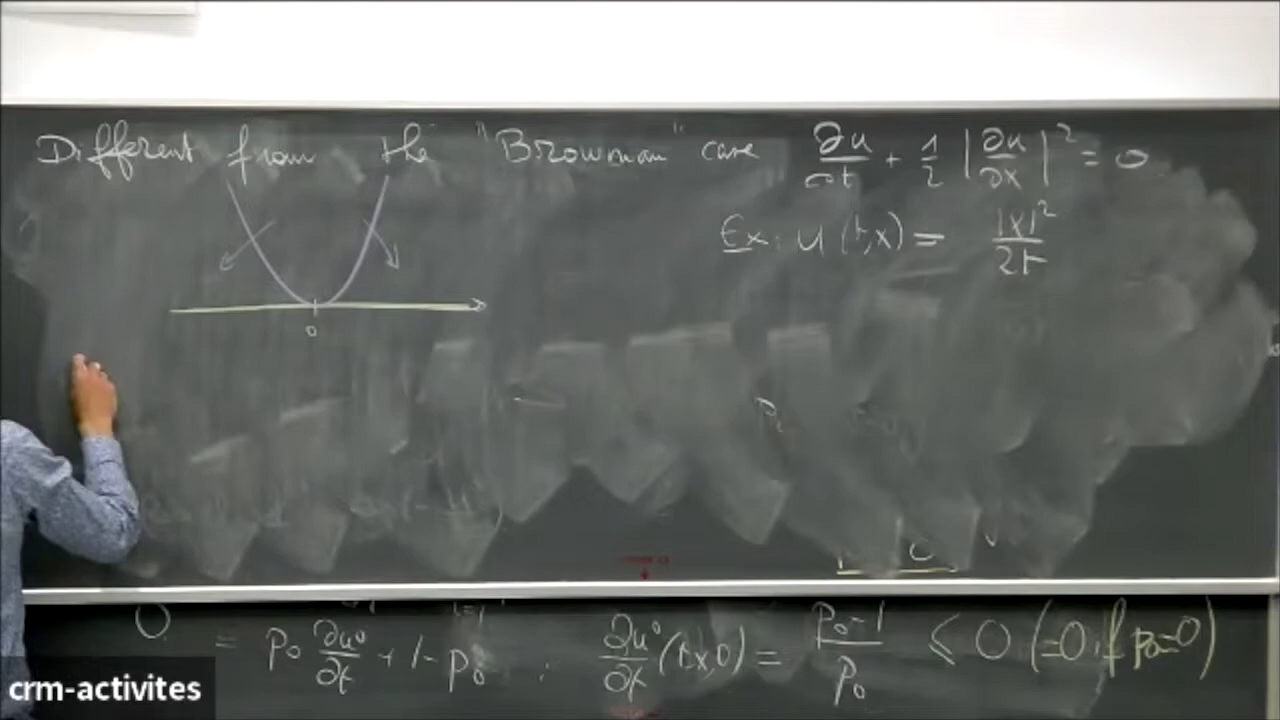 Different from the "Brownian" case ∂u/∂t + 1/2 |∂u/∂x|² = 0
Ex: u(t,x) = |x|²/2t
0
0 = p₀ ∂u⁰/∂t + 1 - p₀ ; ∂u⁰/∂t (t,x,0) = (p₀-1)/p₀ ≤ 0 (=0 if p₀=0)
crm-activites